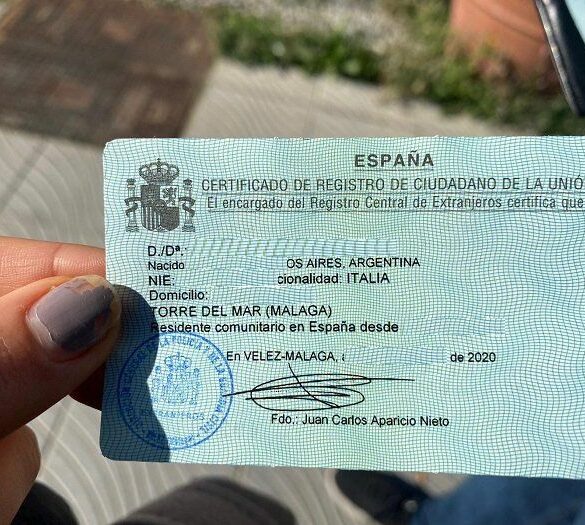 ESPAÑA
CERTIFICADO DE REGISTRO DE CIUDADANO DE LA UNIÓ
El encargado del Registro Central de Extranjeros certifica que
D./Dª.:
Nacido OS AIRES, ARGENTINA
NIE: cionalidad: ITALIA
Domicilio:
TORRE DEL MAR (MALAGA)
Residente comunitario en España desde
En VELEZ-MALAGA, de 2020
Fdo.: Juan Carlos Aparicio Nieto